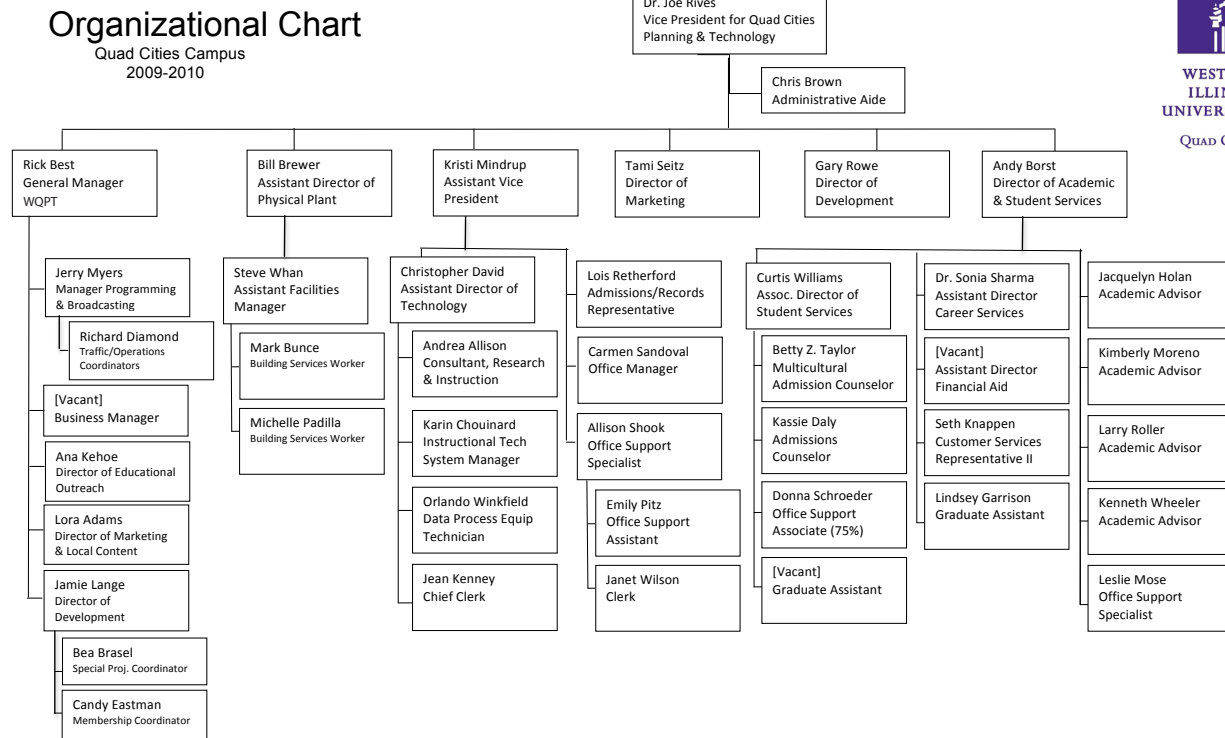 Organizational Chart
Quad Cities Campus
2009-2010
Dr. Joe Rives
Vice President for Quad Cities
Planning & Technology
Chris Brown
Administrative Aide
Rick Best
General Manager
WQPT
Bill Brewer
Assistant Director of
Physical Plant
Kristi Mindrup
Assistant Vice
President
Tami Seitz
Director of
Marketing
Gary Rowe
Director of
Development
Andy Borst
Director of Academic
& Student Services
Jerry Myers
Manager Programming
& Broadcasting
Richard Diamond
Traffic/Operations
Coordinators
[Vacant]
Business Manager
Ana Kehoe
Director of Educational
Outreach
Lora Adams
Director of Marketing
& Local Content
Jamie Lange
Director of
Development
Bea Brasel
Special Proj. Coordinator
Candy Eastman
Membership Coordinator
Steve Whan
Assistant Facilities
Manager
Mark Bunce
Building Services Worker
Michelle Padilla
Building Services Worker
Christopher David
Assistant Director of
Technology
Andrea Allison
Consultant, Research
& Instruction
Karin Chouinard
Instructional Tech
System Manager
Orlando Winkfield
Data Process Equip
Technician
Jean Kenney
Chief Clerk
Lois Retherford
Admissions/Records
Representative
Carmen Sandoval
Office Manager
Allison Shook
Office Support
Specialist
Emily Pitz
Office Support
Assistant
Janet Wilson
Clerk
Curtis Williams
Assoc. Director of
Student Services
Betty Z. Taylor
Multicultural
Admission Counselor
Kassie Daly
Admissions
Counselor
Donna Schroeder
Office Support
Associate (75%)
[Vacant]
Graduate Assistant
Dr. Sonia Sharma
Assistant Director
Career Services
[Vacant]
Assistant Director
Financial Aid
Seth Knappen
Customer Services
Representative II
Lindsey Garrison
Graduate Assistant
Jacquelyn Holan
Academic Advisor
Kimberly Moreno
Academic Advisor
Larry Roller
Academic Advisor
Kenneth Wheeler
Academic Advisor
Leslie Mose
Office Support
Specialist
WEST
ILLIN
UNIVER
QUAD C